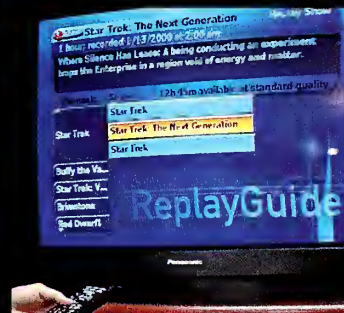 Star Trek: The Next Generation
1 hour recorded 1/13/2000 at 2:00 am
Where Silence Has Lease: A being conducting an experiment
traps the Enterprise in a region void of energy and matter.
12h 45m available at standard quality
Star Trek
Star Trek: The Next Generation
Star Trek
Star Trek
Buffy the Va...
Star Trek: V...
Brimstone
Red Dwarf
ReplayGuide
Panasonic